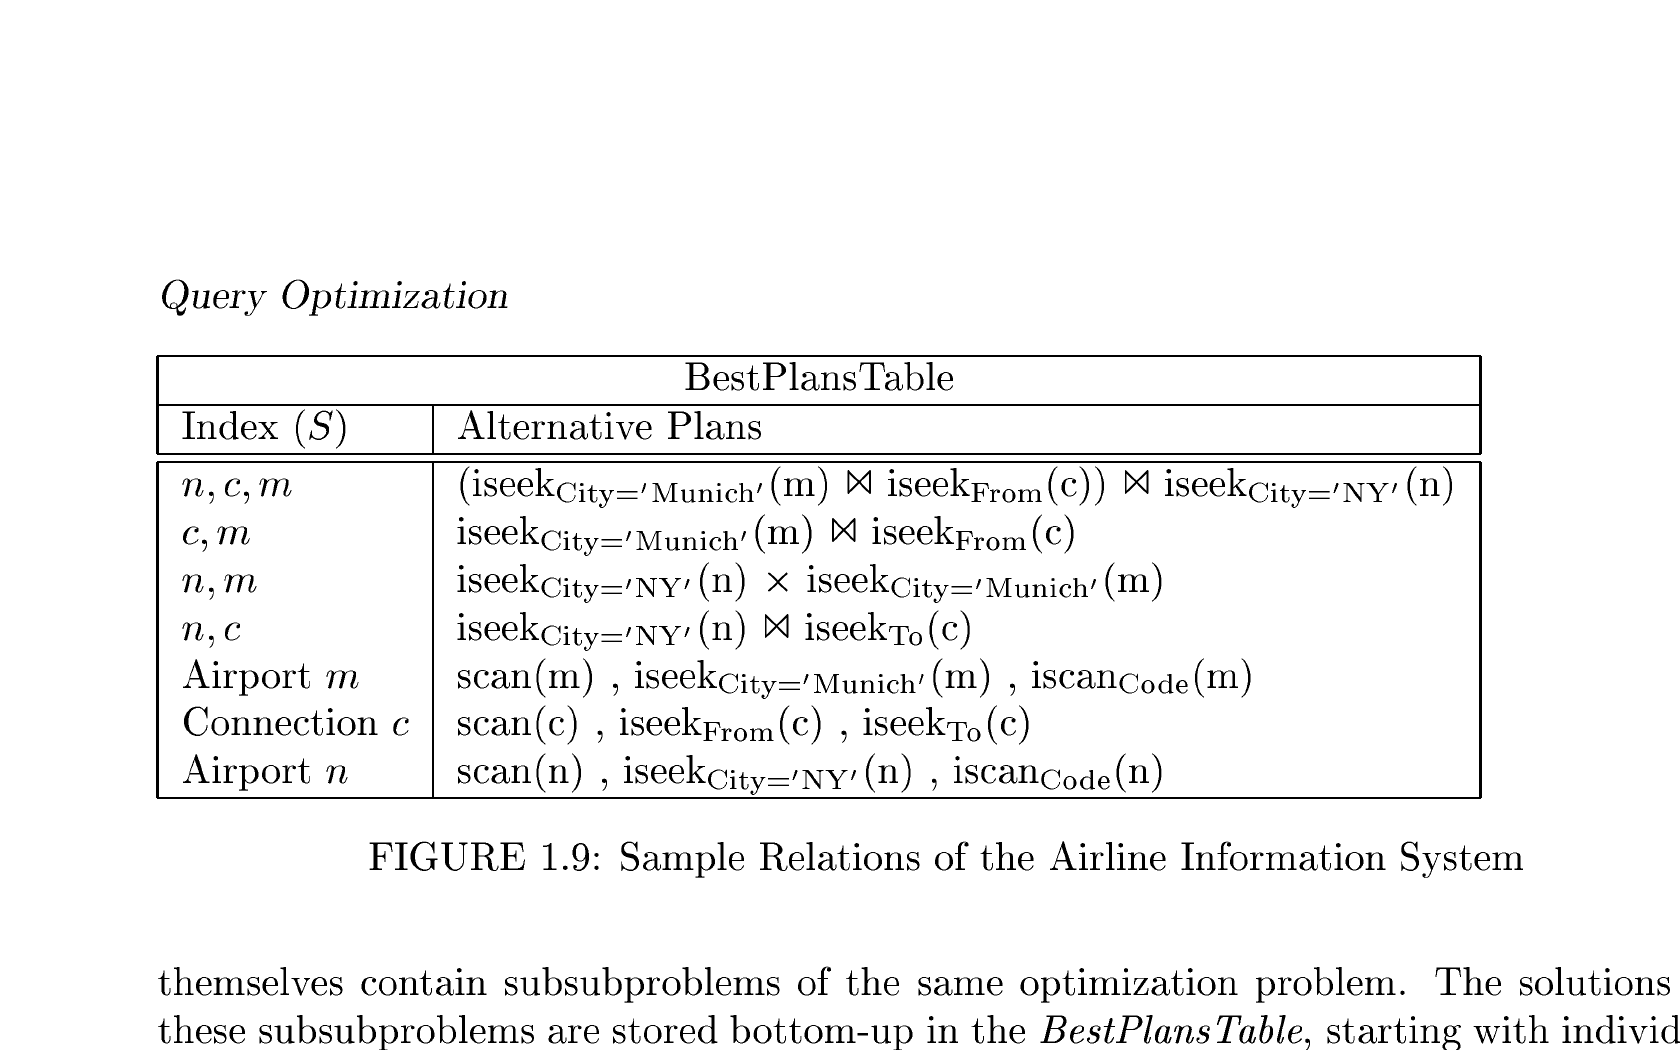 Query Optimization
BestPlansTable
Index (S) Alternative Plans
n, c, m (iseek_City='Munich'(m) ⋈ iseek_From(c)) ⋈ iseek_City='NY'(n)
c, m iseek_City='Munich'(m) ⋈ iseek_From(c)
n, m iseek_City='NY'(n) × iseek_City='Munich'(m)
n, c iseek_City='NY'(n) ⋈ iseek_To(c)
Airport m scan(m) , iseek_City='Munich'(m) , iscan_Code(m)
Connection c scan(c) , iseek_From(c) , iseek_To(c)
Airport n scan(n) , iseek_City='NY'(n) , iscan_Code(n)
FIGURE 1.9: Sample Relations of the Airline Information System
themselves contain subsubproblems of the same optimization problem. The solutions
these subsubproblems are stored bottom-up in the BestPlansTable, starting with individ